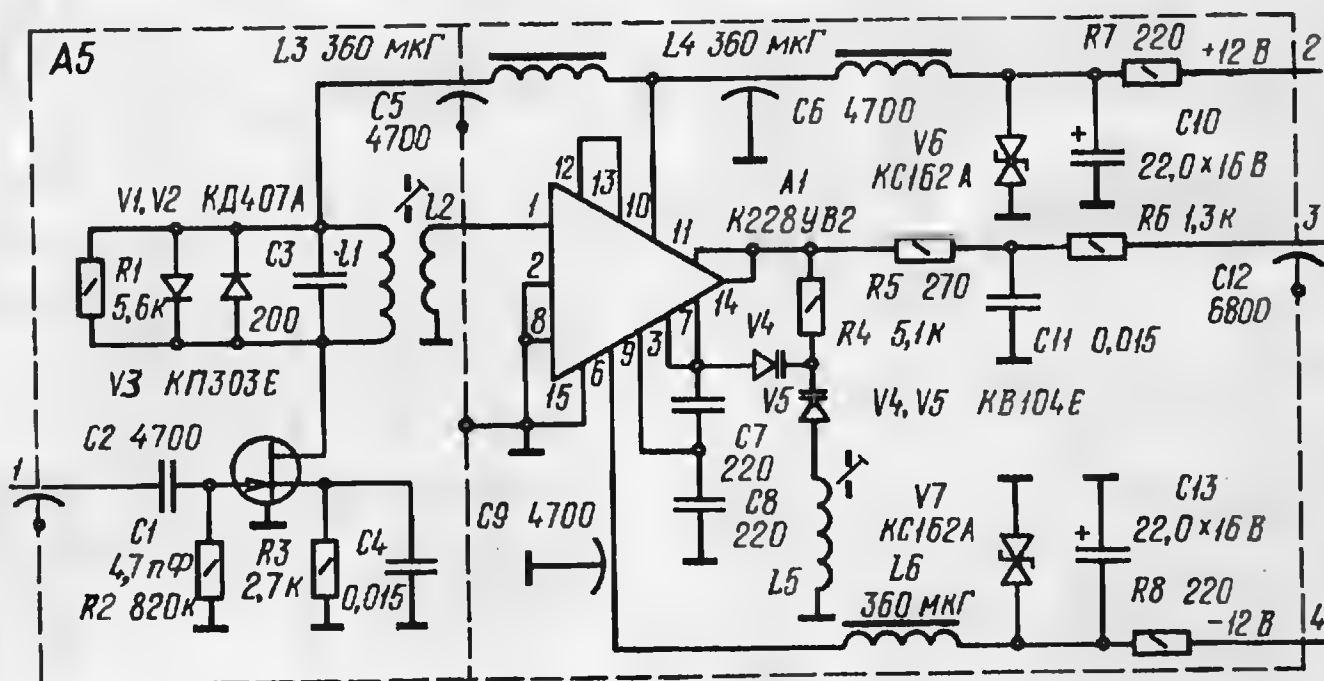 А5
L3 360 мкГ
L4 360 мкГ
R7 220
+12 В
2
C5
4700
C6 4700
V6
КС162А
C10
22,0×16 В
+
V1, V2 КД407А
R1
5,6к
C3
200
L1
L2
1
2
8
15
6
9
3
7
12
13
10
11
14
А1
К228УВ2
R5 270
R6 1,3к
3
C12
6800
C11 0,015
R4 5,1к
V4
V5
V4, V5 КВ104Е
V3 КП303Е
C2 4700
1
C1
4,7пФ
R2 820к
R3
2,7к
C4
0,015
C9 4700
C7
220
C8
220
L5
V7
КС162А
L6
360 мкГ
C13
22,0×16 В
+
R8 220
-12 В
4